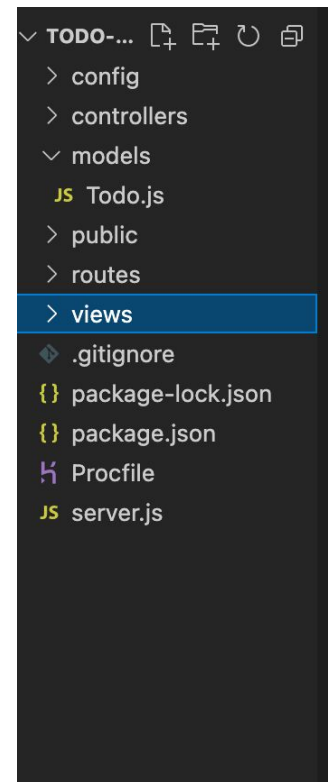 TODO-...
config
controllers
models
JS Todo.js
public
routes
views
.gitignore
{} package-lock.json
{} package.json
Procfile
JS server.js